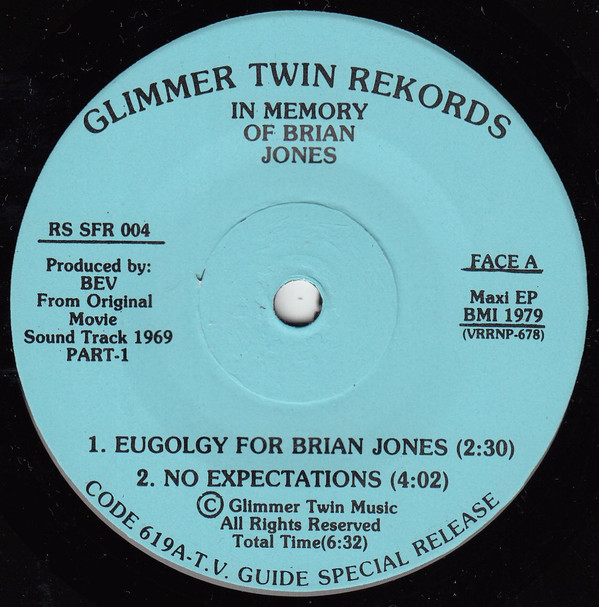 GLIMMER TWIN REKORDS
IN MEMORY
OF BRIAN
JONES
RS SFR 004
Produced by:
BEV
From Original
Movie
Sound Track 1969
PART-1
FACE A
Maxi EP
BMI 1979
(VRRNP-678)
1. EUGOLGY FOR BRIAN JONES (2:30)
2. NO EXPECTATIONS (4:02)
© Glimmer Twin Music
All Rights Reserved
Total Time(6:32)
CODE 619A-T.V. GUIDE SPECIAL RELEASE